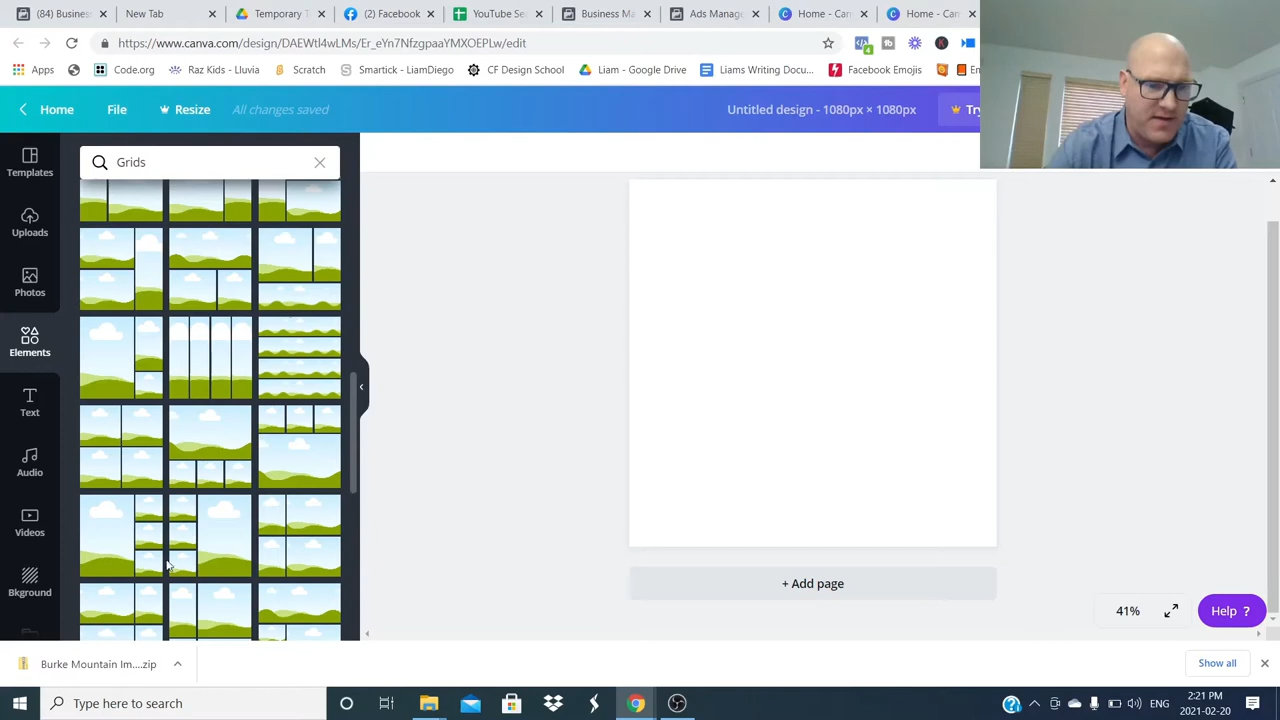 (84) Busines
New Tab
Temporary T
(2) Facebook
YouTube Se
Business Ma
Ads Manage
Home - Can
Home - Can
https://www.canva.com/design/DAEWtl4wLMs/Er_eYn7NfzgpaaYMXOEPLw/edit
Apps
Code.org
Raz Kids - Lluvia
Scratch
Smartick - LiamDiego
CF Design School
Liam - Google Drive
Liams Writing Docu...
Facebook Emojis
Em
Home
File
Resize
All changes saved
Untitled design - 1080px × 1080px
Try
Templates
Uploads
Photos
Elements
Text
Audio
Videos
Bkground
Grids
+ Add page
41%
Help ?
Burke Mountain Im....zip
Show all
Type here to search
ENG
2:21 PM
2021-02-20